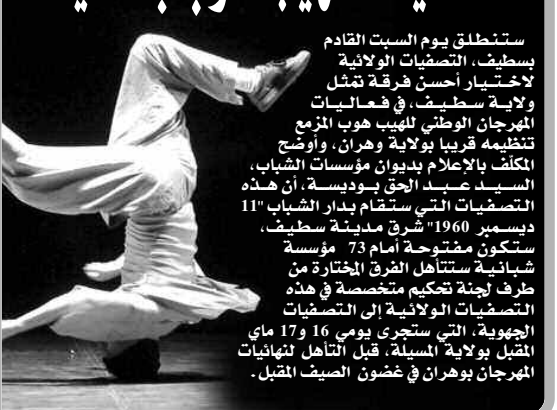 ستنطلق يوم السبت القادم
بسطيف، التصفيات الولائية
لاختيار أحسن فرقة تمثل
ولاية سطيف، في فعاليات
المهرجان الوطني للهيب هوب المزمع
تنظيمه قريبا بولاية وهران، وأوضح
المكلّف بالإعلام بديوان مؤسسات الشباب،
السيد عبد الحق بوديسة، أن هذه
التصفيات التي ستقام بدار الشباب "11
ديسمبر 1960" شرق مدينة سطيف،
ستكون مفتوحة أمام 73 مؤسسة
شبانية ستتأهل الفرق المختارة من
طرف لجنة تحكيم متخصصة في هذه
التصفيات الولائية إلى التصفيات
الجهوية، التي ستجرى يومي 16 و17 ماي
المقبل بولاية المسيلة، قبل التأهل لنهائيات
المهرجان بوهران في غضون الصيف المقبل.